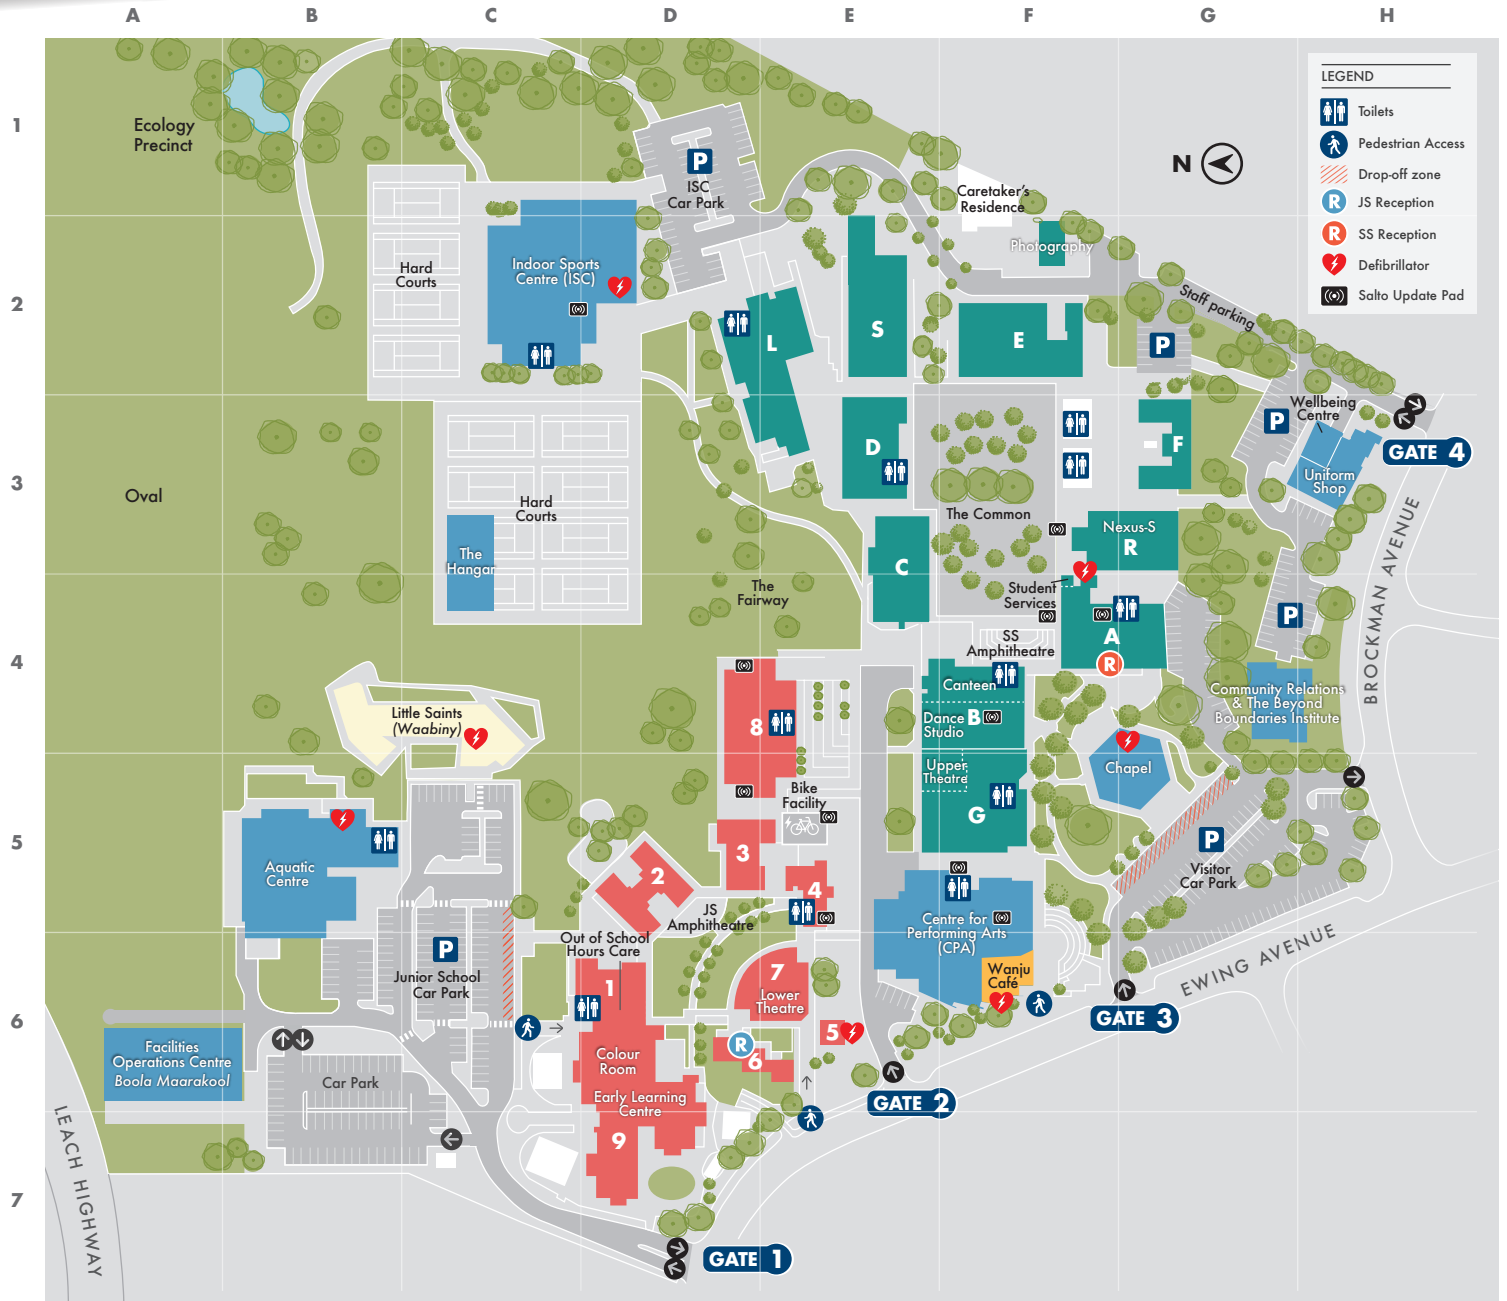 A B C D E F G H
1
2
3
4
5
6
7
LEGEND
Toilets
Pedestrian Access
Drop-off zone
R JS Reception
R SS Reception
Defibrillator
Salto Update Pad
N
Ecology
Precinct
P
ISC
Car Park
Caretaker's
Residence
Photography
Hard
Courts
Indoor Sports
Centre (ISC)
Staff parking
L
S
E
P
Wellbeing
Centre
P
GATE 4
D
F
Uniform
Shop
Oval
Hard
Courts
The Common
Nexus-S
R
The
Hangar
C
The
Fairway
Student
Services
P
BROCKMAN AVENUE
SS
Amphitheatre
A
R
Canteen
Community Relations
& The Beyond
Boundaries Institute
Little Saints
(Waabiny)
8
Dance
Studio
B
Upper
Theatre
Chapel
Bike
Facility
G
3
P
Visitor
Car Park
Aquatic
Centre
2
4
JS
Amphitheatre
Centre for
Performing Arts
(CPA)
Out of School
Hours Care
P
Junior School
Car Park
1
7
Lower
Theatre
Wanju
Café
EWING AVENUE
GATE 3
5
R
6
Facilities
Operations Centre
Boola Maarakool
Colour
Room
Car Park
Early Learning
Centre
GATE 2
9
LEACH HIGHWAY
GATE 1